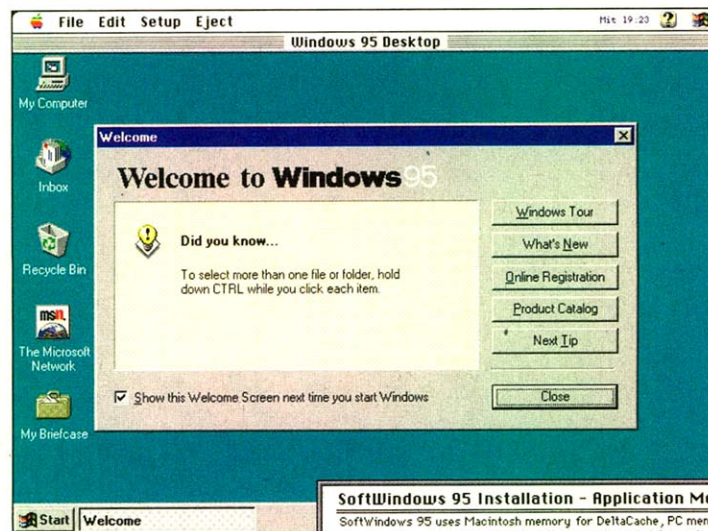 File Edit Setup Eject
Mit 19:23
Windows 95 Desktop
My Computer
Inbox
Recycle Bin
msn.
The Microsoft
Network
My Briefcase
Welcome
Welcome to Windows 95
Did you know...
To select more than one file or folder, hold
down CTRL while you click each item.
Windows Tour
What's New
Online Registration
Product Catalog
Next Tip
Show this Welcome Screen next time you start Windows
Close
Start
Welcome
SoftWindows 95 Installation - Application
SoftWindows 95 uses Macintosh memory for DeltaCache, PC